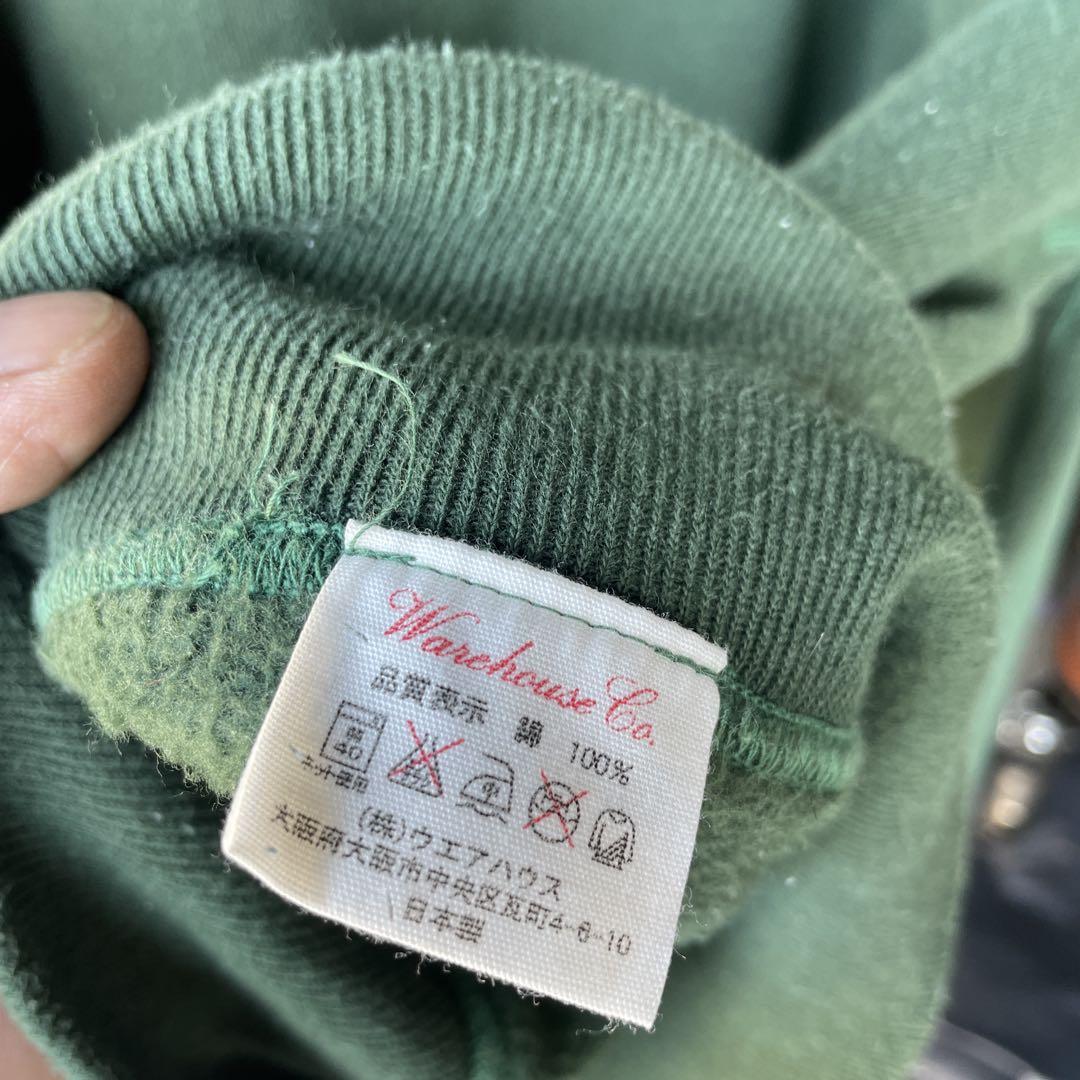 Warehouse Co.
品質表示 綿 100%
40
ネット使用
(株)ウエアハウス
大阪府大阪市中央区瓦町4-6-10
日本製